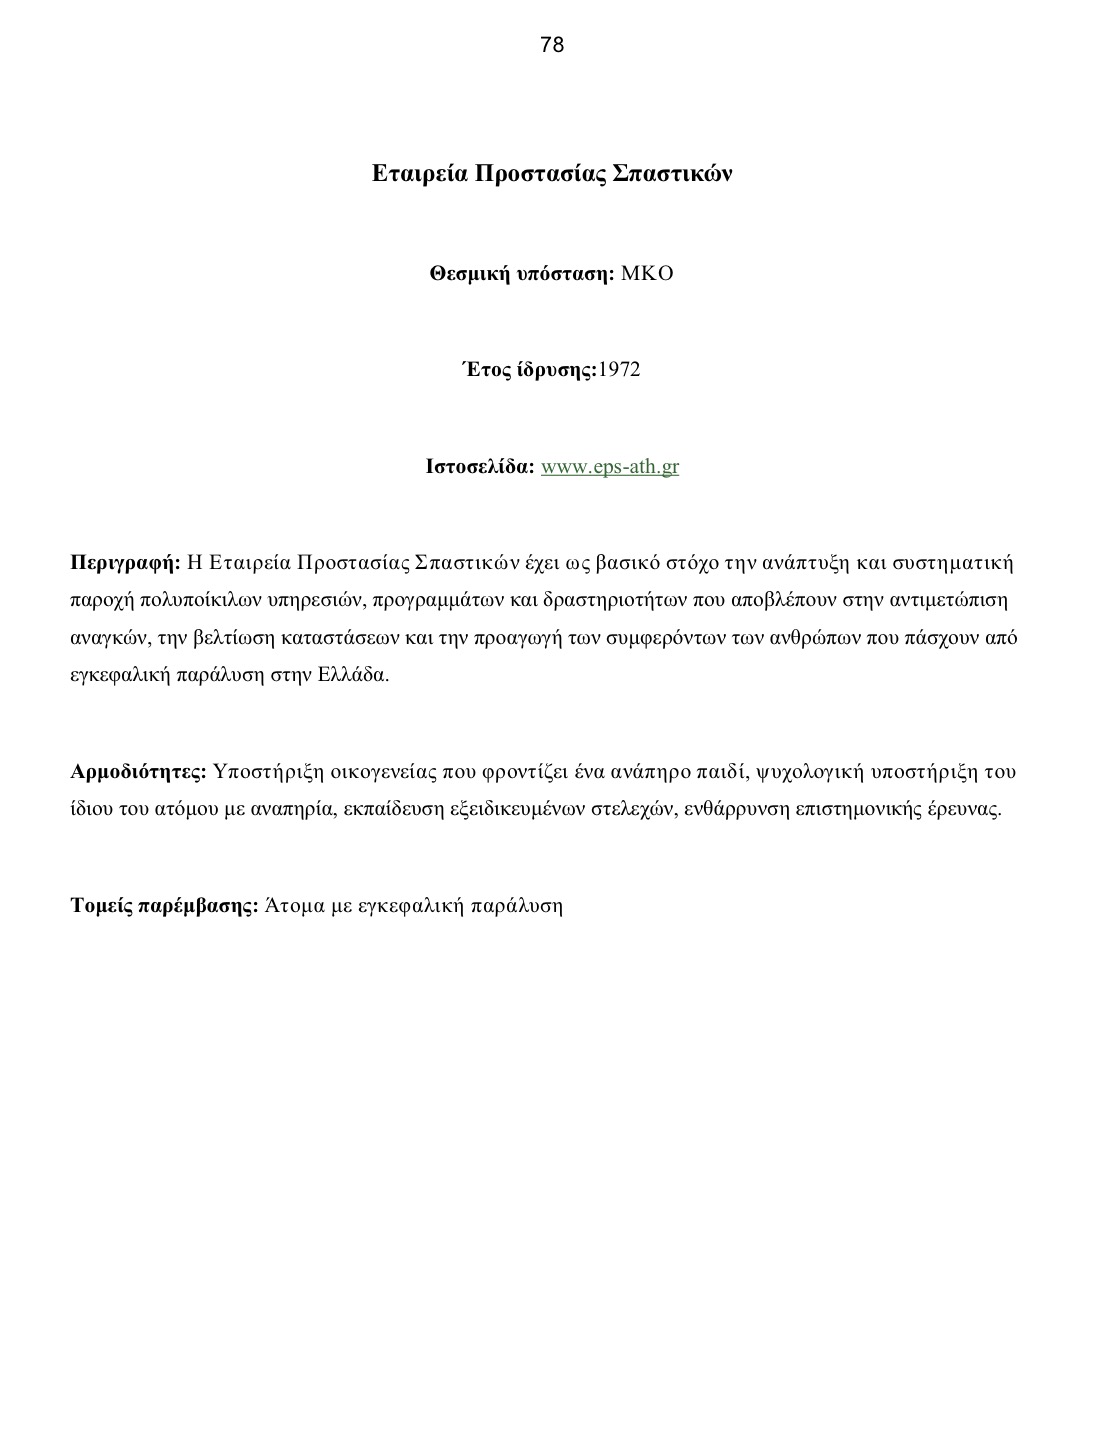 78
Εταιρεία Προστασίας Σπαστικών
Θεσμική υπόσταση: ΜΚΟ
Έτος ίδρυσης:1972
Ιστοσελίδα: www.eps-ath.gr
Περιγραφή: Η Εταιρεία Προστασίας Σπαστικών έχει ως βασικό στόχο την ανάπτυξη και συστηματική
παροχή πολυποίκιλων υπηρεσιών, προγραμμάτων και δραστηριοτήτων που αποβλέπουν στην αντιμετώπιση
αναγκών, την βελτίωση καταστάσεων και την προαγωγή των συμφερόντων των ανθρώπων που πάσχουν από
εγκεφαλική παράλυση στην Ελλάδα.
Αρμοδιότητες: Υποστήριξη οικογενείας που φροντίζει ένα ανάπηρο παιδί, ψυχολογική υποστήριξη του
ίδιου του ατόμου με αναπηρία, εκπαίδευση εξειδικευμένων στελεχών, ενθάρρυνση επιστημονικής έρευνας.
Τομείς παρέμβασης: Άτομα με εγκεφαλική παράλυση